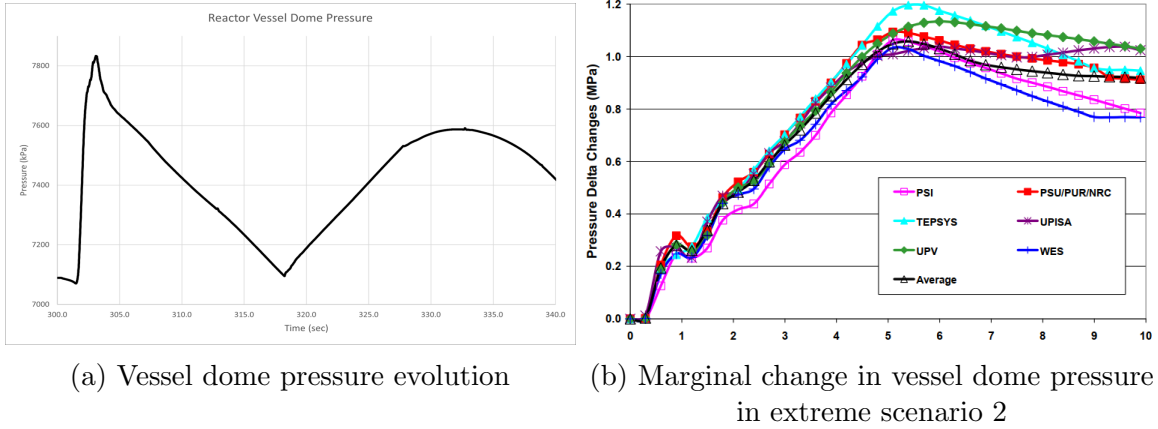 Reactor Vessel Dome Pressure
Pressure (kPa)
7800
7600
7400
7200
7000
300.0 305.0 310.0 315.0 320.0 325.0 330.0 335.0 340.0
Time (sec)
(a) Vessel dome pressure evolution
Pressure Delta Changes (MPa)
1.2
1.0
0.8
0.6
0.4
0.2
0.0
0 1 2 3 4 5 6 7 8 9 10
PSI PSU/PUR/NRC
TEPSYS UPISA
UPV WES
Average
(b) Marginal change in vessel dome pressure
in extreme scenario 2